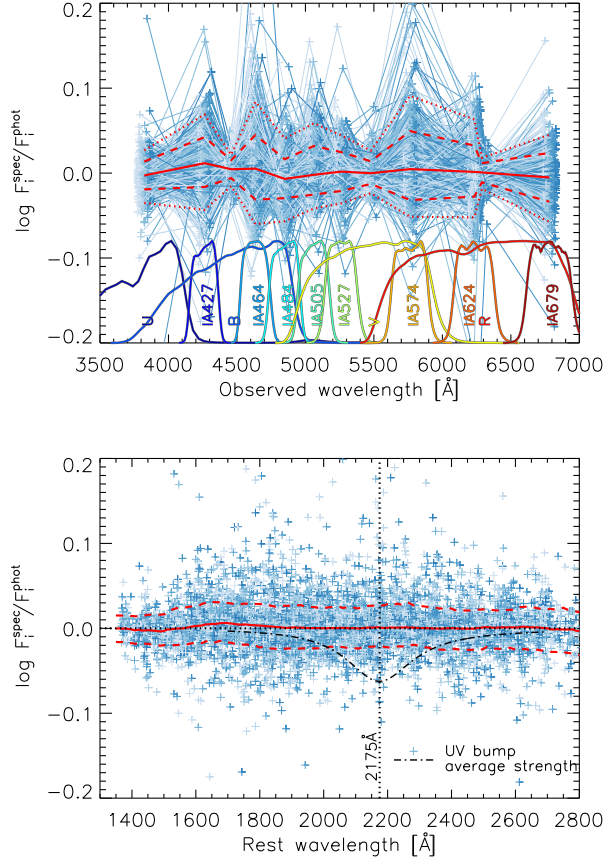 0.2
0.1
0.0
-0.1
-0.2
log F_i^spec/F_i^phot
U
IA427
B
IA464
IA484
IA505
IA527
V
IA574
IA624
R
IA679
3500 4000 4500 5000 5500 6000 6500 7000
Observed wavelength [Å]
0.2
0.1
0.0
-0.1
-0.2
log F_i^spec/F_i^phot
2175Å
UV bump
average strength
1400 1600 1800 2000 2200 2400 2600 2800
Rest wavelength [Å]